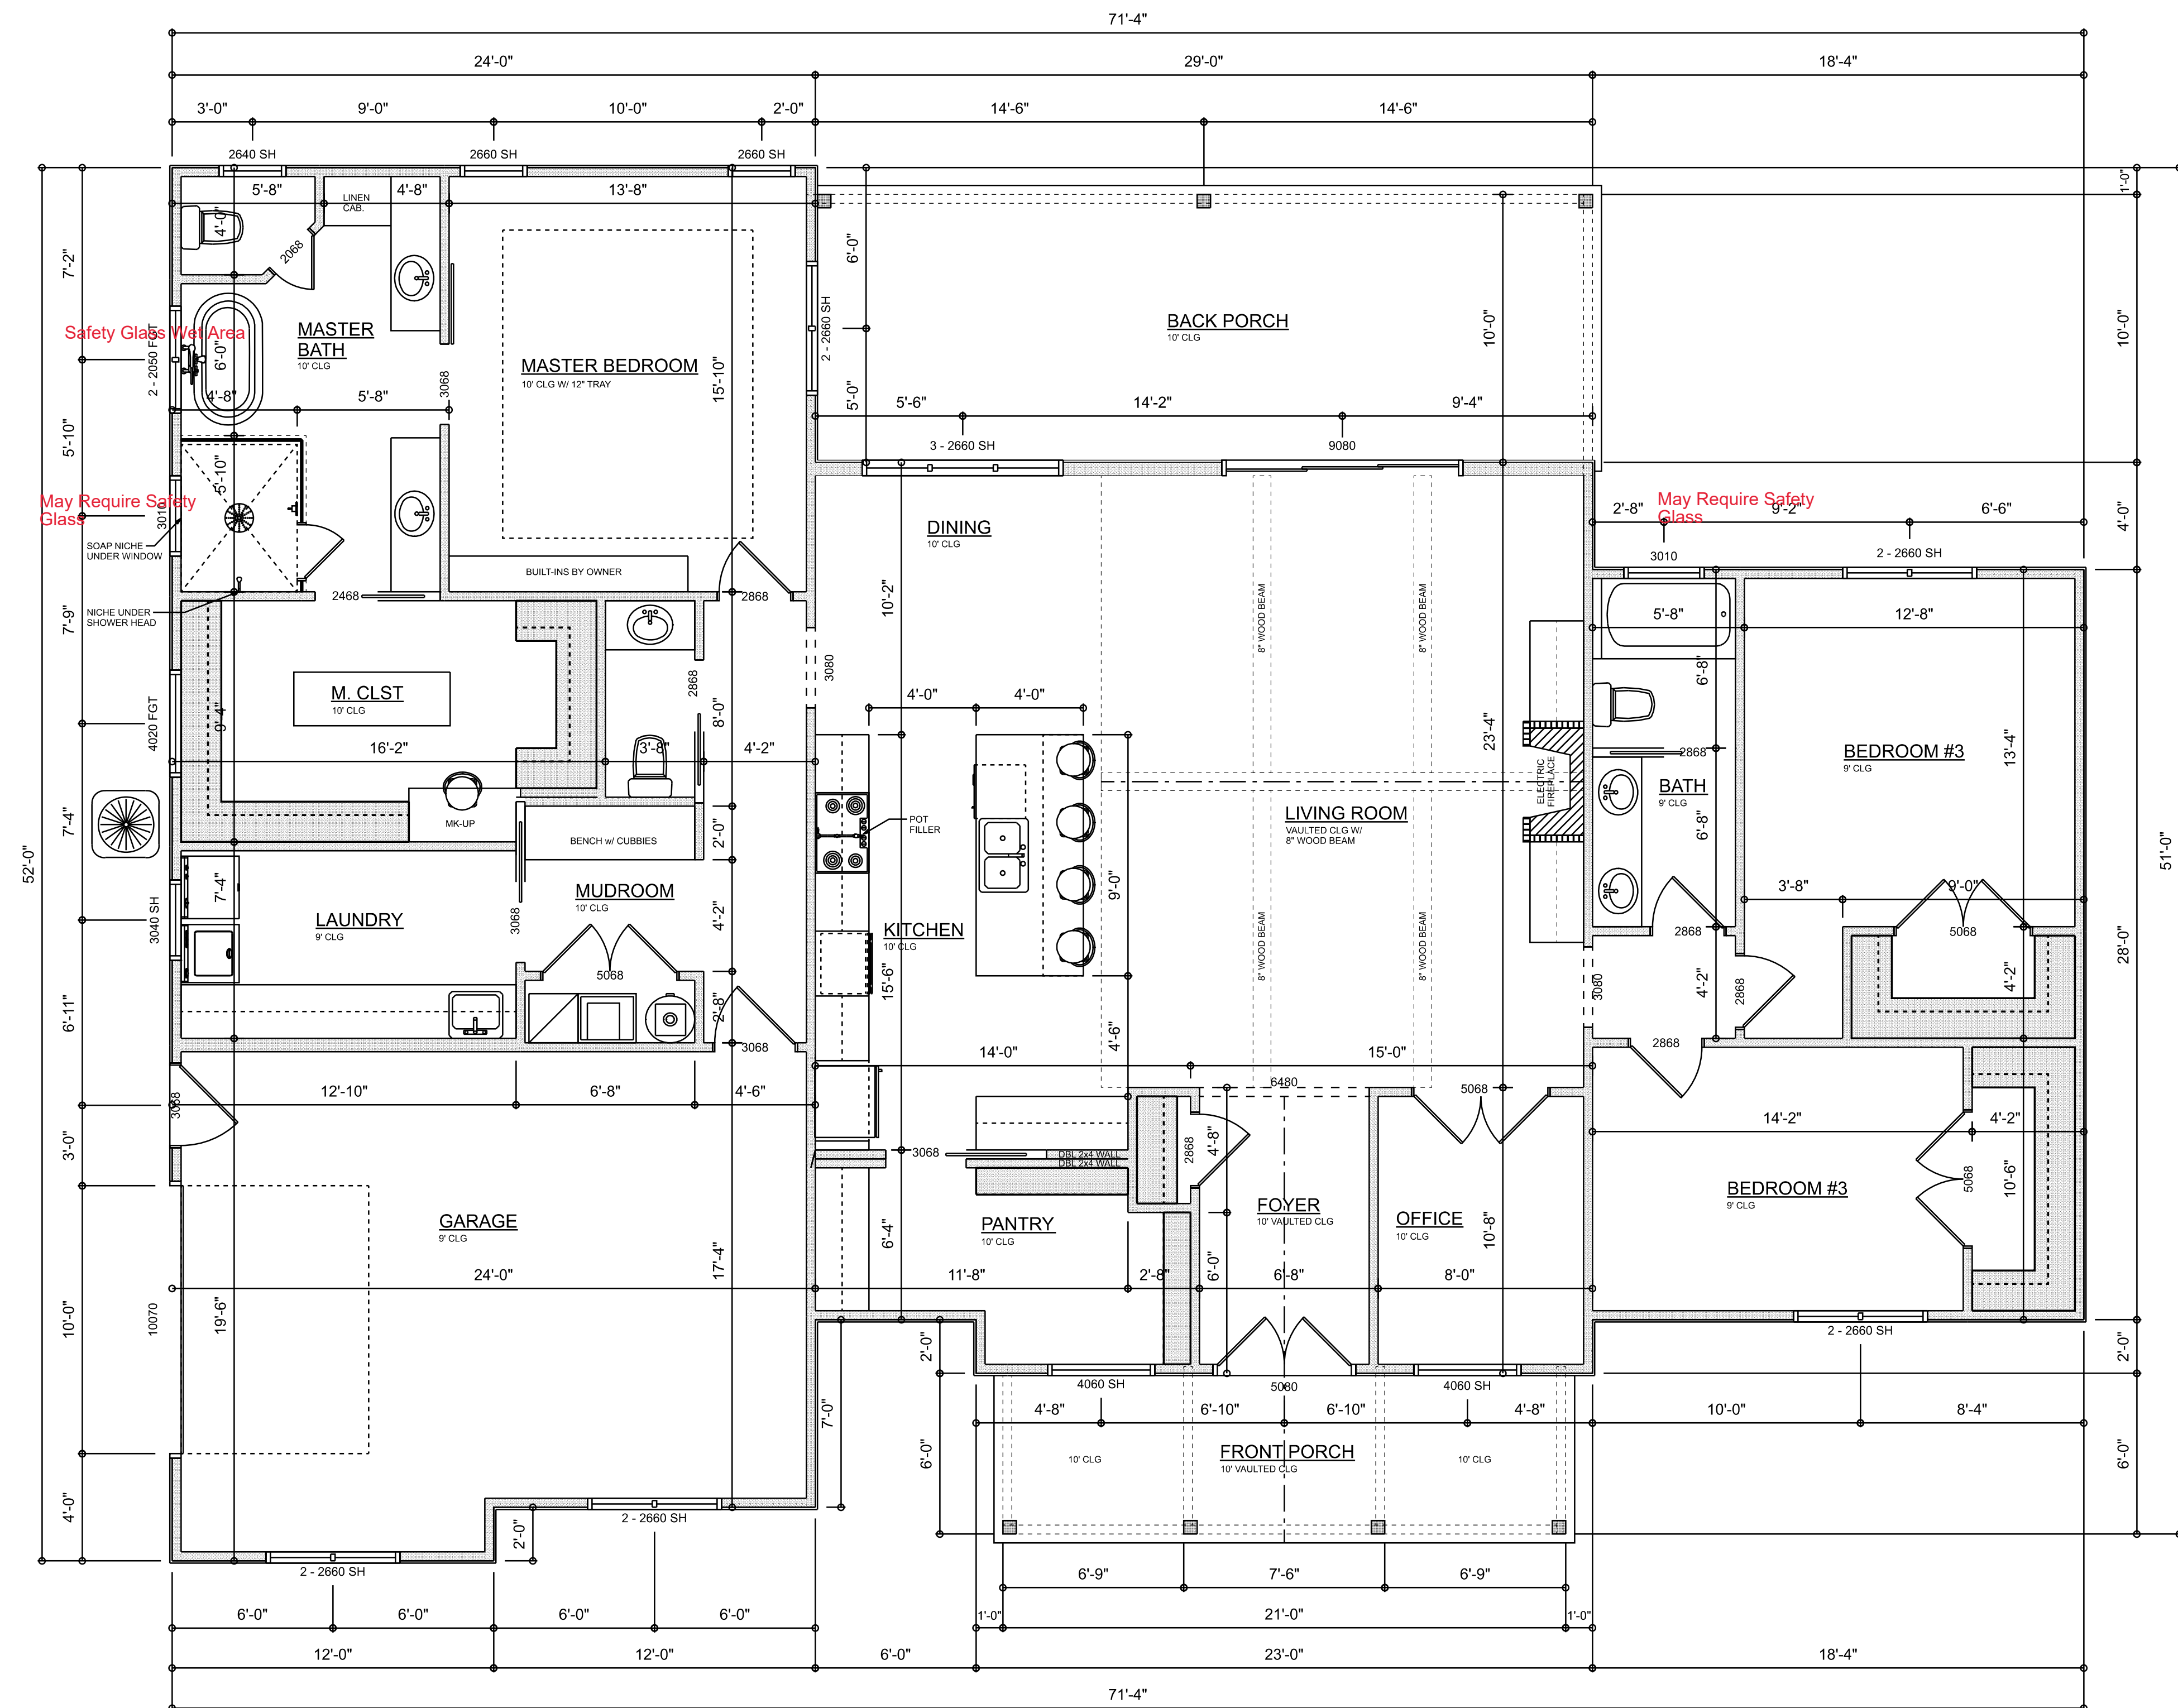 71'-4"
24'-0"
29'-0"
18'-4"
3'-0"
9'-0"
10'-0"
2'-0"
14'-6"
14'-6"
2640 SH
2660 SH
2660 SH
5'-8"
LINEN
CAB.
4'-8"
13'-8"
1'-0"
2068
4'-0"
7'-2"
6'-0"
Safety Glass Wet Area
2 - 2050 FGT
MASTER
BATH
10' CLG
6'-0"
MASTER BEDROOM
10' CLG W/ 12" TRAY
15'-10"
2 - 2660 SH
BACK PORCH
10' CLG
10'-0"
10'-0"
4'-8"
5'-8"
3068
5'-0"
5'-6"
14'-2"
9'-4"
3 - 2660 SH
9080
5'-10"
5'-10"
May Require Safety
Glass
3010
SOAP NICHE
UNDER WINDOW
DINING
10' CLG
May Require Safety
Glass
2'-8"
9'-2"
6'-6"
4'-0"
3010
2 - 2660 SH
BUILT-INS BY OWNER
2468
2868
NICHE UNDER
SHOWER HEAD
7'-9"
10'-2"
8" WOOD BEAM
8" WOOD BEAM
5'-8"
12'-8"
3080
2868
M. CLST
10' CLG
4020 FGT
9'-4"
8'-0"
4'-0"
4'-0"
6'-8"
23'-4"
16'-2"
3'-8"
4'-2"
2868
BEDROOM #3
9' CLG
13'-4"
ELECTRIC
FIREPLACE
BATH
9' CLG
LIVING ROOM
VAULTED CLG W/
8" WOOD BEAM
7'-4"
MK-UP
BENCH w/ CUBBIES
2'-0"
POT
FILLER
6'-8"
52'-0"
51'-0"
7'-4"
MUDROOM
10' CLG
9'-0"
3'-8"
9'-0"
LAUNDRY
9' CLG
3040 SH
3068
4'-2"
KITCHEN
10' CLG
8" WOOD BEAM
8" WOOD BEAM
2868
5068
28'-0"
5068
15'-6"
3080
4'-2"
2868
4'-2"
6'-11"
2'-8"
4'-6"
3068
14'-0"
15'-0"
2868
6480
5068
12'-10"
6'-8"
4'-6"
3068
3'-0"
14'-2"
4'-2"
3068
DBL 2x4 WALL
DBL 2x4 WALL
2868
4'-8"
5068
10'-6"
BEDROOM #3
9' CLG
GARAGE
9' CLG
PANTRY
10' CLG
FOYER
10' VAULTED CLG
OFFICE
10' CLG
10'-8"
6'-4"
17'-4"
6'-0"
24'-0"
11'-8"
2'-8"
6'-8"
8'-0"
10'-0"
10070
19'-6"
2 - 2660 SH
2'-0"
2'-0"
4060 SH
5080
4060 SH
7'-0"
4'-8"
6'-10"
6'-10"
4'-8"
10'-0"
8'-4"
6'-0"
6'-0"
10' CLG
FRONT PORCH
10' VAULTED CLG
10' CLG
4'-0"
2 - 2660 SH
2'-0"
2 - 2660 SH
6'-9"
7'-6"
6'-9"
6'-0"
6'-0"
6'-0"
6'-0"
1'-0"
21'-0"
1'-0"
12'-0"
12'-0"
6'-0"
23'-0"
18'-4"
71'-4"